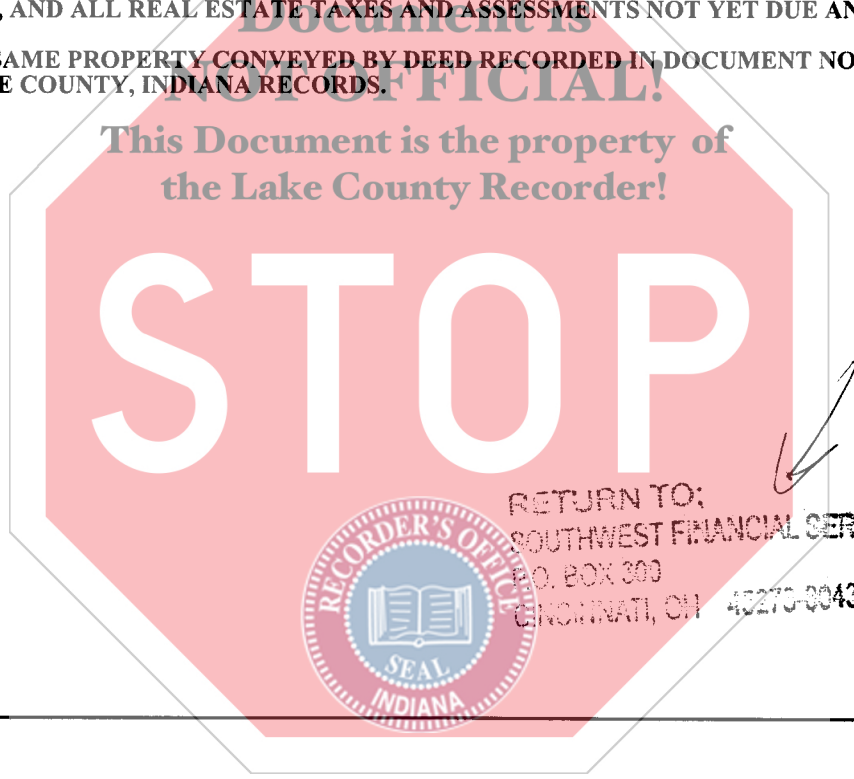 , AND ALL REAL ESTATE TAXES AND ASSESSMENTS NOT YET DUE AN
Document is
SAME PROPERTY CONVEYED BY DEED RECORDED IN DOCUMENT NO
E COUNTY, INDIANA RECORDS.
NOT OFFICIAL!
This Document is the property of
the Lake County Recorder!
STOP
RETURN TO:
SOUTHWEST FINANCIAL SER
P.O. BOX 300
CINCINNATI, OH
RECORDER'S OFFICE
SEAL
INDIANA